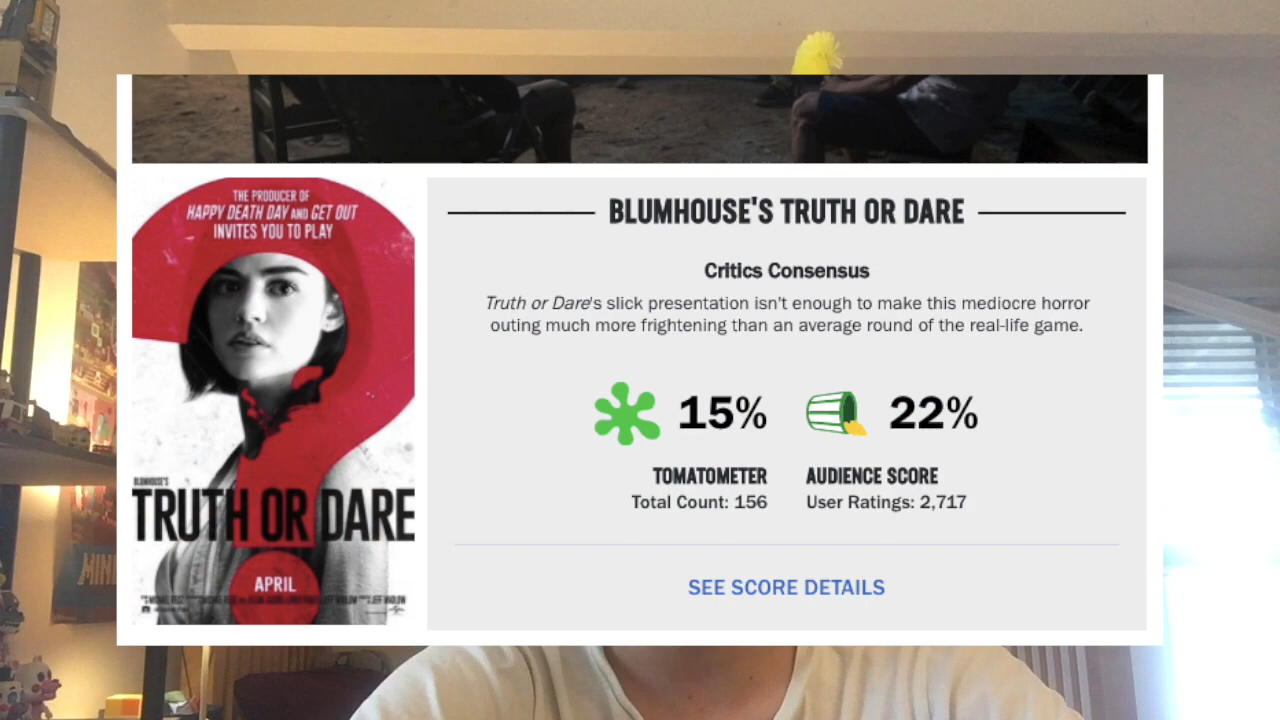 THE PRODUCER OF
HAPPY DEATH DAY AND GET OUT
INVITES YOU TO PLAY
BLUMHOUSE'S
TRUTH OR DARE
APRIL
BLUMHOUSE'S TRUTH OR DARE
Critics Consensus
Truth or Dare's slick presentation isn't enough to make this mediocre horror
outing much more frightening than an average round of the real-life game.
15% 22%
TOMATOMETER AUDIENCE SCORE
Total Count: 156 User Ratings: 2,717
SEE SCORE DETAILS
MIN